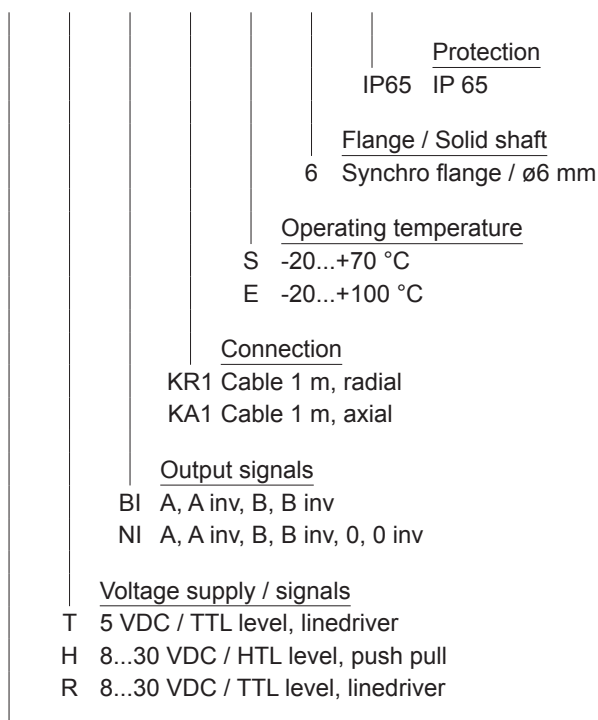 Protection
IP65 IP 65
Flange / Solid shaft
6 Synchro flange / ø6 mm
Operating temperature
S -20...+70 °C
E -20...+100 °C
Connection
KR1 Cable 1 m, radial
KA1 Cable 1 m, axial
Output signals
BI A, A inv, B, B inv
NI A, A inv, B, B inv, 0, 0 inv
Voltage supply / signals
T 5 VDC / TTL level, linedriver
H 8...30 VDC / HTL level, push pull
R 8...30 VDC / TTL level, linedriver